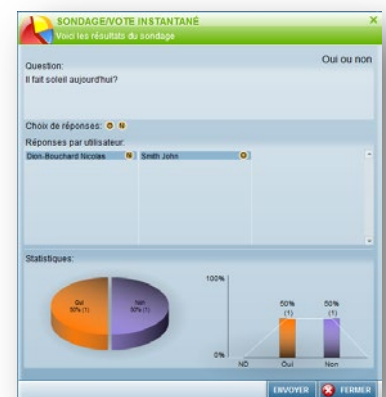 SONDAGE/VOTE INSTANTANÉ
Voici les résultats du sondage
Oui ou non
Question:
Il fait soleil aujourd'hui?
Choix de réponses: O N
Réponses par utilisateur:
Dion-Bouchard Nicolas N Smith John O
Statistiques:
Oui
50% (1)
Non
50% (1)
100%
50%
(1)
50%
(1)
0%
ND Oui Non
ENVOYER FERMER